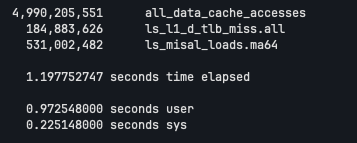 4,990,205,551 all_data_cache_accesses
184,883,626 ls_l1_d_tlb_miss.all
531,002,482 ls_misal_loads.ma64
1.197752747 seconds time elapsed
0.972548000 seconds user
0.225148000 seconds sys